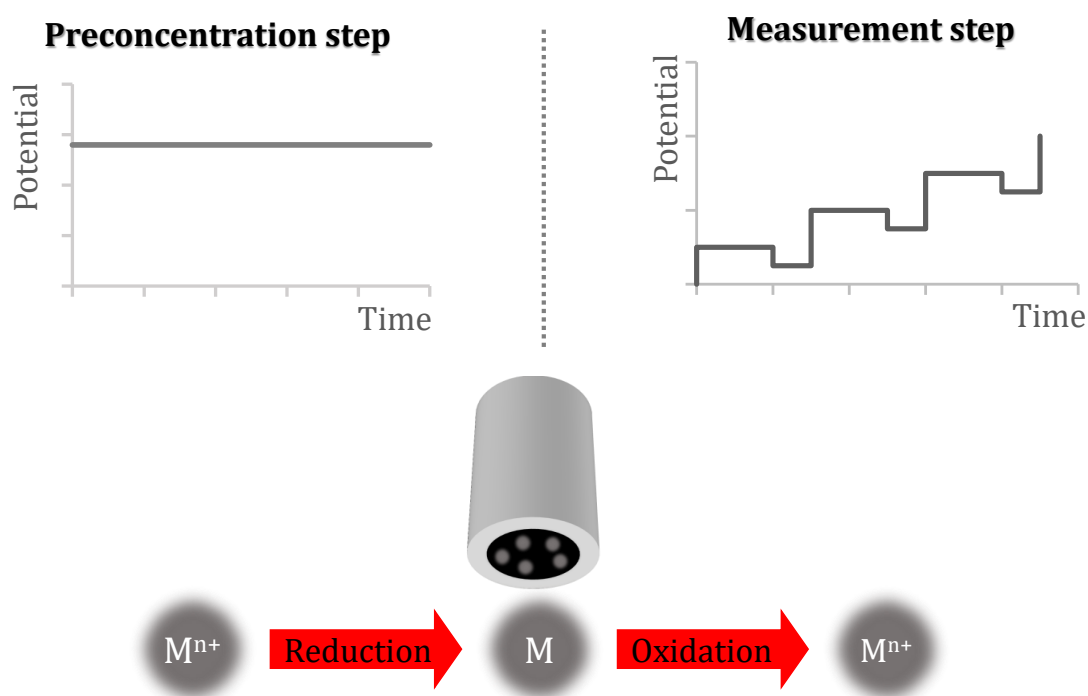 Preconcentration step
Measurement step
Potential
Time
Potential
Time
Mⁿ⁺
Reduction
M
Oxidation
Mⁿ⁺